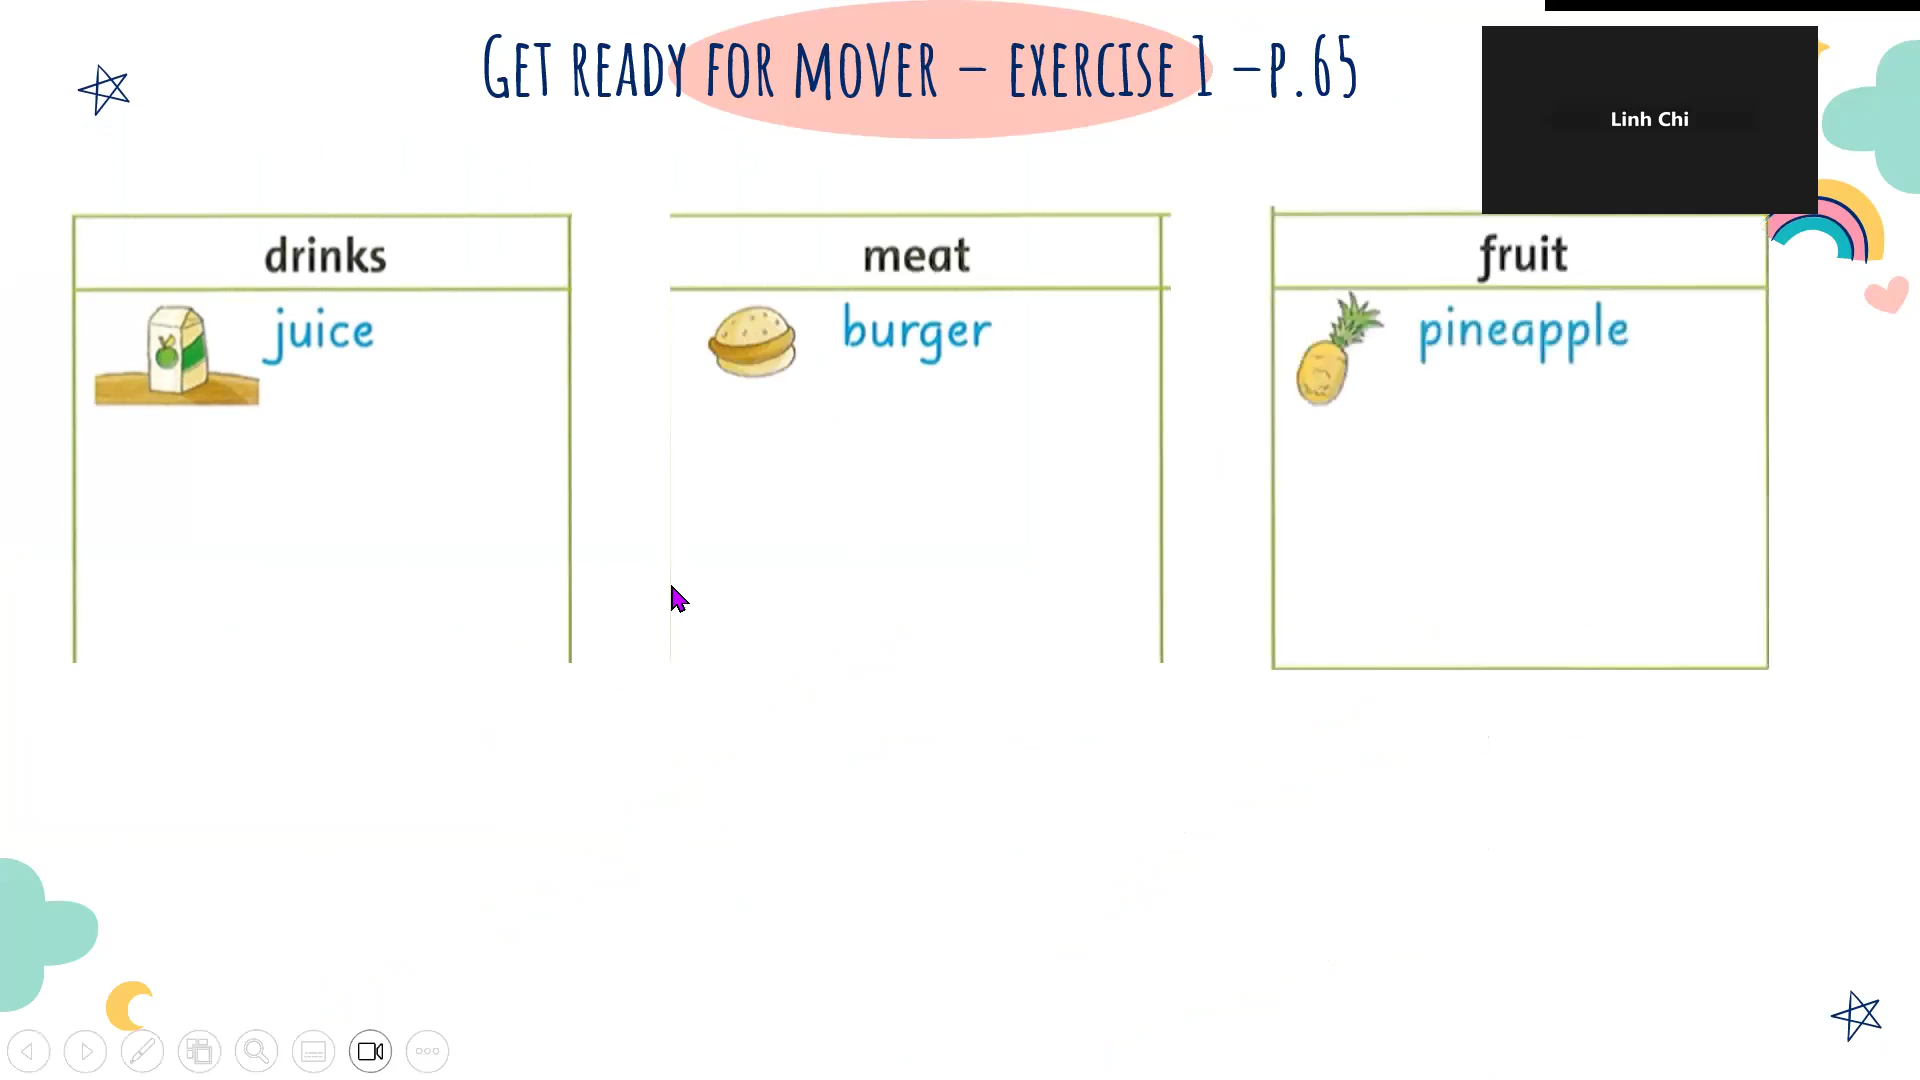 GET READY FOR MOVER – EXERCISE 1 –P.65
Linh Chi
drinks
juice
meat
burger
fruit
pineapple